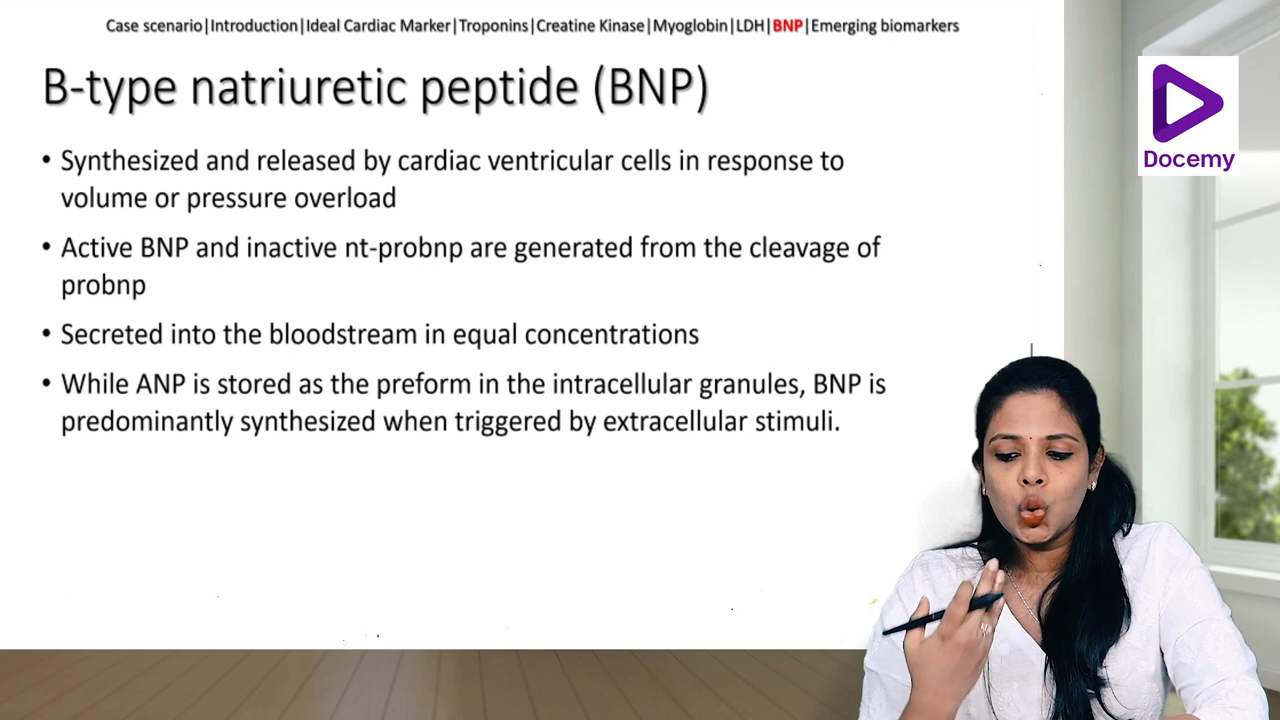 Case scenario|Introduction|Ideal Cardiac Marker|Troponins|Creatine Kinase|Myoglobin|LDH|BNP|Emerging biomarkers
B-type natriuretic peptide (BNP)
• Synthesized and released by cardiac ventricular cells in response to
volume or pressure overload
• Active BNP and inactive nt-probnp are generated from the cleavage of
probnp
• Secreted into the bloodstream in equal concentrations
• While ANP is stored as the preform in the intracellular granules, BNP is
predominantly synthesized when triggered by extracellular stimuli.
Docemy